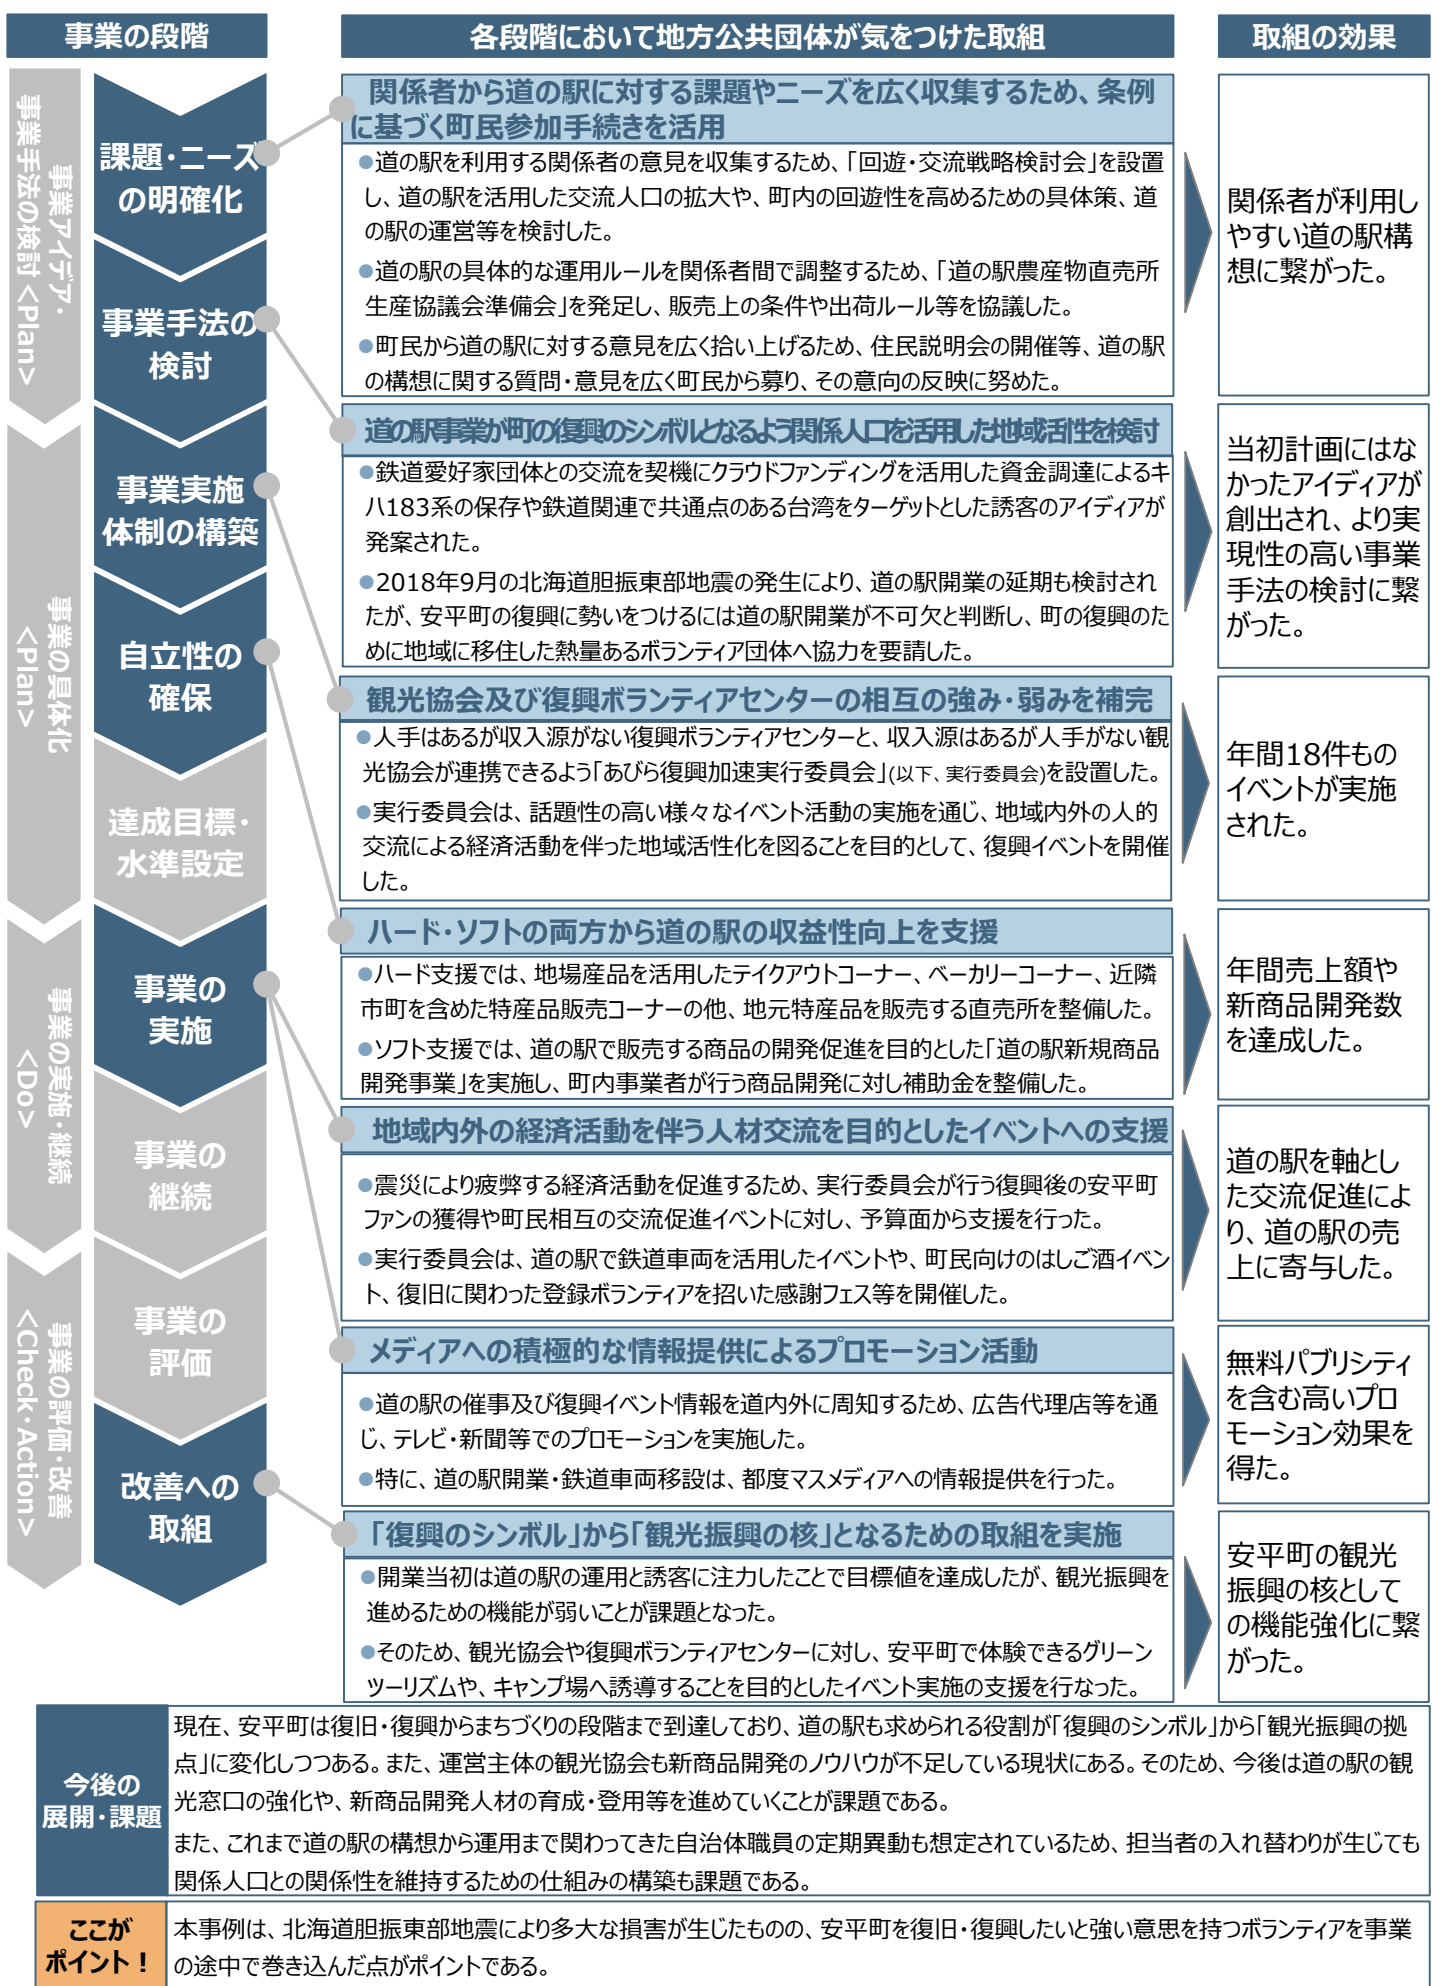 事業の段階
各段階において地方公共団体が気をつけた取組
取組の効果
事業アイデア・
事業手法の検討 <Plan>
事業の具体化
<Plan>
事業の実施・継続
<Do>
事業の評価・改善
<Check・Action>
課題・ニーズ
の明確化
事業手法の
検討
事業実施
体制の構築
自立性の
確保
達成目標・
水準設定
事業の
実施
事業の
継続
事業の
評価
改善への
取組
関係者から道の駅に対する課題やニーズを広く収集するため、条例
に基づく町民参加手続きを活用
●道の駅を利用する関係者の意見を収集するため、「回遊・交流戦略検討会」を設置
し、道の駅を活用した交流人口の拡大や、町内の回遊性を高めるための具体策、道
の駅の運営等を検討した。
●道の駅の具体的な運用ルールを関係者間で調整するため、「道の駅農産物直売所
生産協議会準備会」を発足し、販売上の条件や出荷ルール等を協議した。
●町民から道の駅に対する意見を広く拾い上げるため、住民説明会の開催等、道の駅
の構想に関する質問・意見を広く町民から募り、その意向の反映に努めた。
関係者が利用し
やすい道の駅構
想に繋がった。
道の駅事業が町の復興のシンボルとなるよう関係人口を活用した地域活性を検討
●鉄道愛好家団体との交流を契機にクラウドファンディングを活用した資金調達によるキ
ハ183系の保存や鉄道関連で共通点のある台湾をターゲットとした誘客のアイディアが
発案された。
●2018年9月の北海道胆振東部地震の発生により、道の駅開業の延期も検討され
たが、安平町の復興に勢いをつけるには道の駅開業が不可欠と判断し、町の復興のた
めに地域に移住した熱量あるボランティア団体へ協力を要請した。
当初計画にはな
かったアイディアが
創出され、より実
現性の高い事業
手法の検討に繋
がった。
観光協会及び復興ボランティアセンターの相互の強み・弱みを補完
●人手はあるが収入源がない復興ボランティアセンターと、収入源はあるが人手がない観
光協会が連携できるよう「あびら復興加速実行委員会」(以下、実行委員会)を設置した。
●実行委員会は、話題性の高い様々なイベント活動の実施を通じ、地域内外の人的
交流による経済活動を伴った地域活性化を図ることを目的として、復興イベントを開催
した。
年間18件もの
イベントが実施
された。
ハード・ソフトの両方から道の駅の収益性向上を支援
●ハード支援では、地場産品を活用したテイクアウトコーナー、ベーカリーコーナー、近隣
市町を含めた特産品販売コーナーの他、地元特産品を販売する直売所を整備した。
●ソフト支援では、道の駅で販売する商品の開発促進を目的とした「道の駅新規商品
開発事業」を実施し、町内事業者が行う商品開発に対し補助金を整備した。
年間売上額や
新商品開発数
を達成した。
地域内外の経済活動を伴う人材交流を目的としたイベントへの支援
●震災により疲弊する経済活動を促進するため、実行委員会が行う復興後の安平町
ファンの獲得や町民相互の交流促進イベントに対し、予算面から支援を行った。
●実行委員会は、道の駅で鉄道車両を活用したイベントや、町民向けのはしご酒イベン
ト、復旧に関わった登録ボランティアを招いた感謝フェス等を開催した。
道の駅を軸とし
た交流促進によ
り、道の駅の売
上に寄与した。
メディアへの積極的な情報提供によるプロモーション活動
●道の駅の催事及び復興イベント情報を道内外に周知するため、広告代理店等を通
じ、テレビ・新聞等でのプロモーションを実施した。
●特に、道の駅開業・鉄道車両移設は、都度マスメディアへの情報提供を行った。
無料パブリシティ
を含む高いプロ
モーション効果を
得た。
「復興のシンボル」から「観光振興の核」となるための取組を実施
●開業当初は道の駅の運用と誘客に注力したことで目標値を達成したが、観光振興を
進めるための機能が弱いことが課題となった。
●そのため、観光協会や復興ボランティアセンターに対し、安平町で体験できるグリーン
ツーリズムや、キャンプ場へ誘導することを目的としたイベント実施の支援を行なった。
安平町の観光
振興の核として
の機能強化に繋
がった。
今後の
展開・課題
現在、安平町は復旧・復興からまちづくりの段階まで到達しており、道の駅も求められる役割が「復興のシンボル」から「観光振興の拠
点」に変化しつつある。また、運営主体の観光協会も新商品開発のノウハウが不足している現状にある。そのため、今後は道の駅の観
光窓口の強化や、新商品開発人材の育成・登用等を進めていくことが課題である。
また、これまで道の駅の構想から運用まで関わってきた自治体職員の定期異動も想定されているため、担当者の入れ替わりが生じても
関係人口との関係性を維持するための仕組みの構築も課題である。
ここが
ポイント！
本事例は、北海道胆振東部地震により多大な損害が生じたものの、安平町を復旧・復興したいと強い意思を持つボランティアを事業
の途中で巻き込んだ点がポイントである。